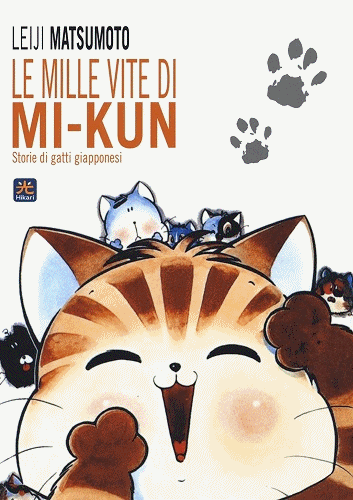 LEIJI MATSUMOTO
LE MILLE VITE DI
MI-KUN
Storie di gatti giapponesi
光
Hikari